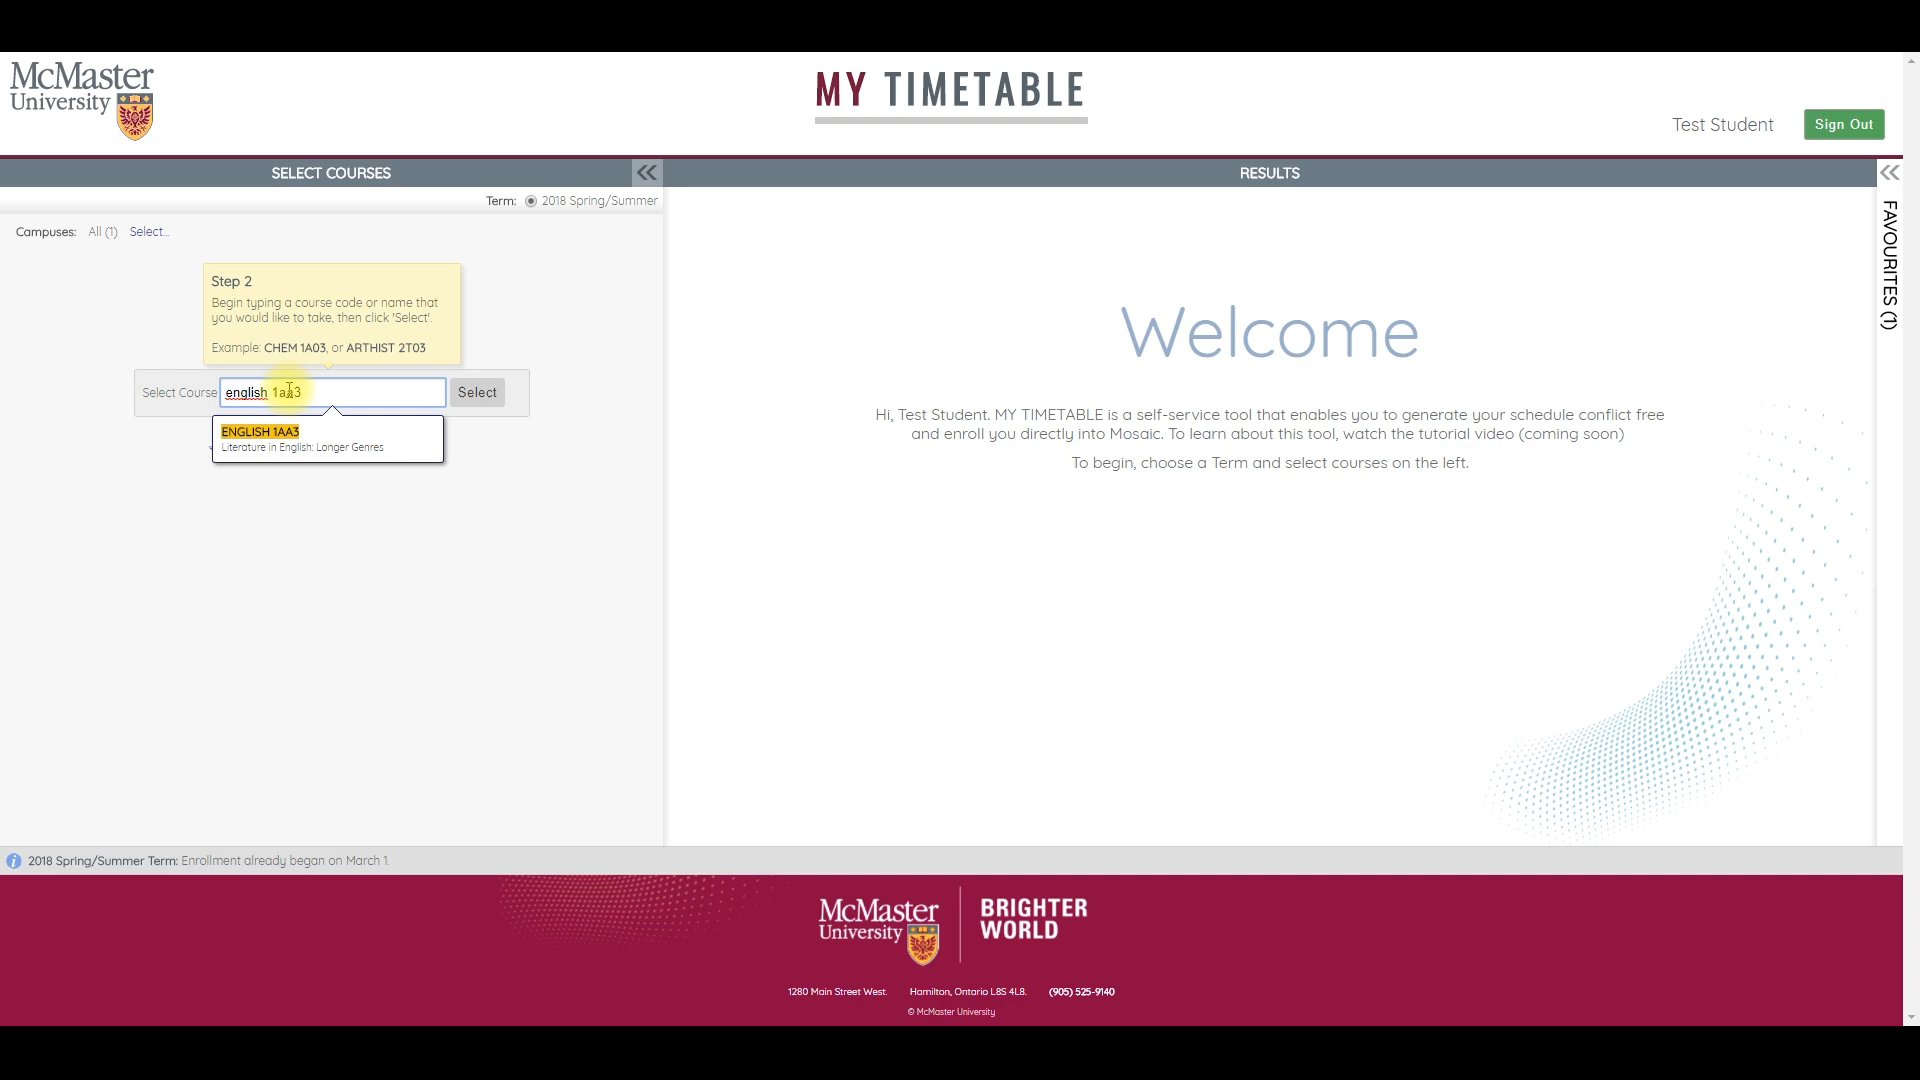 McMaster
University
MY TIMETABLE
Test Student
Sign Out
SELECT COURSES
RESULTS
Term: 2018 Spring/Summer
Campuses: All (1) Select...
Step 2
Begin typing a course code or name that
you would like to take, then click 'Select'.
Example: CHEM 1A03, or ARTHIST 2T03
Select Course
english 1aa3
Select
ENGLISH 1AA3
Literature in English: Longer Genres
Welcome
Hi, Test Student. MY TIMETABLE is a self-service tool that enables you to generate your schedule conflict free
and enroll you directly into Mosaic. To learn about this tool, watch the tutorial video (coming soon)
To begin, choose a Term and select courses on the left.
FAVOURITES (1)
2018 Spring/Summer Term: Enrollment already began on March 1.
McMaster
University
BRIGHTER
WORLD
1280 Main Street West. Hamilton, Ontario L8S 4L8. (905) 525-9140
© McMaster University